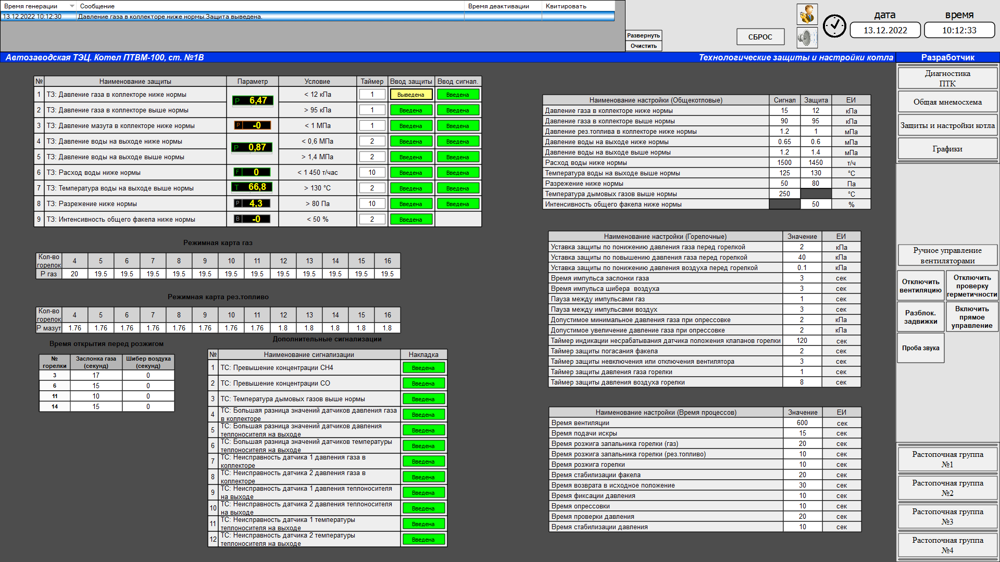 Время генерации Сообщение Время деактивации Квитировать
13.12.2022 10:12:30 Давление газа в коллекторе ниже нормы.Защита выведена.
Развернуть
Очистить
СБРОС
дата
13.12.2022
время
10:12:33
Автозаводская ТЭЦ. Котел ПТВМ-100, ст. №1В
Технологические защиты и настройки котла
Разработчик
№ Наименование защиты Параметр Условие Таймер Ввод защиты Ввод сигнал.
1 ТЗ: Давление газа в коллекторе ниже нормы P 6,47 < 12 кПа 1 Выведена Введена
2 ТЗ: Давление газа в коллекторе выше нормы > 95 кПа 1 Введена Введена
3 ТЗ: Давление мазута в коллекторе ниже нормы P -0 < 1 МПа 1 Введена Введена
4 ТЗ: Давление воды на выходе ниже нормы P 0,87 < 0,6 МПа 2 Введена Введена
5 ТЗ: Давление воды на выходе выше нормы > 1,4 МПа 2 Введена Введена
6 ТЗ: Расход воды ниже нормы F 0 < 1 450 т/час 10 Введена Введена
7 ТЗ: Температура воды на выходе выше нормы T 66,8 > 130 °С 2 Введена Введена
8 ТЗ: Разрежение ниже нормы P 4,3 > 80 Па 10 Введена Введена
9 ТЗ: Интенсивность общего факела ниже нормы B -0 < 50 % 2 Введена
Режимная карта газ
Кол-во горелок 4 5 6 7 8 9 10 11 12 13 14 15 16
Р газ 20 19.5 19.5 19.5 19.5 19.5 19.5 19.5 19.5 19.5 19.5 19.5 19.5
Режимная карта рез.топливо
Кол-во горелок 4 5 6 7 8 9 10 11 12 13 14 15 16
Р мазут 1.76 1.76 1.76 1.76 1.76 1.76 1.76 1.76 1.8 1.8 1.8 1.8 1.8
Время открытия перед розжигом
№ горелки Заслонка газа (секунд) Шибер воздуха (секунд)
3 17 0
6 15 0
11 10 0
14 15 0
Дополнительные сигнализации
№ Наименование сигнализации Накладка
1 ТС: Превышение концентрации СН4 Введена
2 ТС: Превышение концентрации СО Введена
3 ТС: Температура дымовых газов выше нормы Введена
4 ТС: Большая разница значений датчиков давления газа
в коллекторе Введена
5 ТС: Большая разница значений датчиков давления
теплоносителя на выходе Введена
6 ТС: Большая разница значений датчиков температуры
теплоносителя на выходе Введена
7 ТС: Неисправность датчика 1 давления газа в
коллекторе Введена
8 ТС: Неисправность датчика 2 давления газа в
коллекторе Введена
9 ТС: Неисправность датчика 1 давления теплоносителя
на выходе Введена
10 ТС: Неисправность датчика 2 давления теплоносителя
на выходе Введена
11 ТС: Неисправность датчика 1 температуры
теплоносителя на выходе Введена
12 ТС: Неисправность датчика 2 температуры
теплоносителя на выходе Введена
Наименование настройки (Общекотловые) Сигнал Защита ЕИ
Давление газа в коллекторе ниже нормы 15 12 кПа
Давление газа в коллекторе выше нормы 90 95 кПа
Давление рез.топлива в коллекторе ниже нормы 1.2 1 мПа
Давление воды на выходе ниже нормы 0.65 0.6 мПа
Давление воды на выходе выше нормы 1.2 1.4 мПа
Расход воды ниже нормы 1500 1450 т/ч
Температура воды на выходе выше нормы 125 130 °С
Разрежение ниже нормы 50 80 Па
Температура дымовых газов выше нормы 250 °С
Интенсивность общего факела ниже нормы 50 %
Наименование настройки (Горелочные) Значение ЕИ
Уставка защиты по понижению давления газа перед горелкой 2 кПа
Уставка защиты по повышению давления газа перед горелкой 40 кПа
Уставка защиты по понижению давления воздуха перед горелкой 0.1 кПа
Время импульса заслонки газа 3 сек
Время импульса шибера воздуха 3 сек
Пауза между импульсами газ 1 сек
Пауза между импульсами воздух 3 сек
Допустимое минимальное давления газа при опрессовке 2 кПа
Допустимое увеличение давление газа при опрессовке 2 кПа
Таймер индикации несрабатывания датчика положения клапанов горелки 120 сек
Таймер защиты погасания факела 2 сек
Таймер защиты невключения или отключения вентилятора 3 сек
Таймер защиты давления газа горелки 1 сек
Таймер защиты давления воздуха горелки 8 сек
Наименование настройки (Время процессов) Значение ЕИ
Время вентиляции 600 сек
Время подачи искры 15 сек
Время розжига запальника горелки (газ) 20 сек
Время розжига запальника горелки (рез.топливо) 10 сек
Время розжига горелки 10 сек
Время стабилизации факела 20 сек
Время возврата в исходное положение 30 сек
Время фиксации давления 10 сек
Время опрессовки 10 сек
Время проверки давления 20 сек
Время стабилизации давления 10 сек
Диагностика
ПТК
Общая мнемосхема
Защиты и настройки котла
Графики
Ручное управление
вентиляторами
Отключить
вентиляцию
Отключить
проверку
герметичности
Разблок.
задвижки
Включить
прямое
управление
Проба звука
Растопочная группа
№1
Растопочная группа
№2
Растопочная группа
№3
Растопочная группа
№4